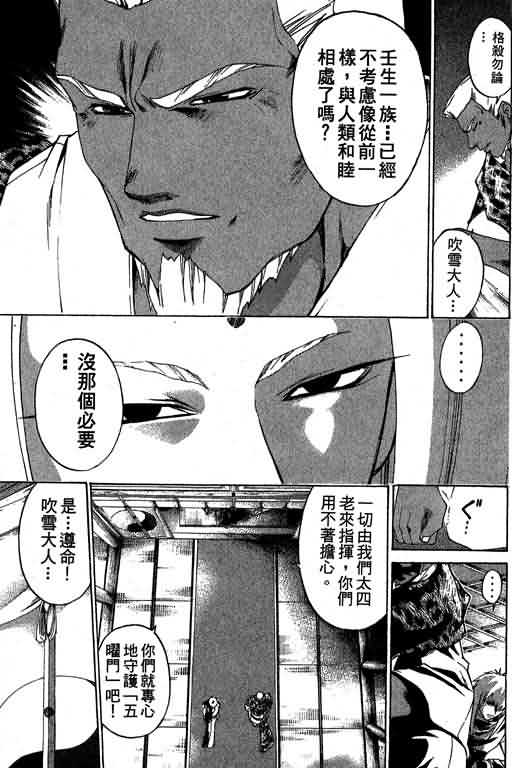 格殺勿論
…
壬生一族…已經
不考慮像從前一
樣，與人類和睦
相處了嗎？
吹雪大人…
……
…沒那個必要
ぐ
…
一切由我們太四
老來指揮，你們
用不著擔心。
你們就專心
地守護「五
曜門」吧！
是…遵命！
吹雪大人…